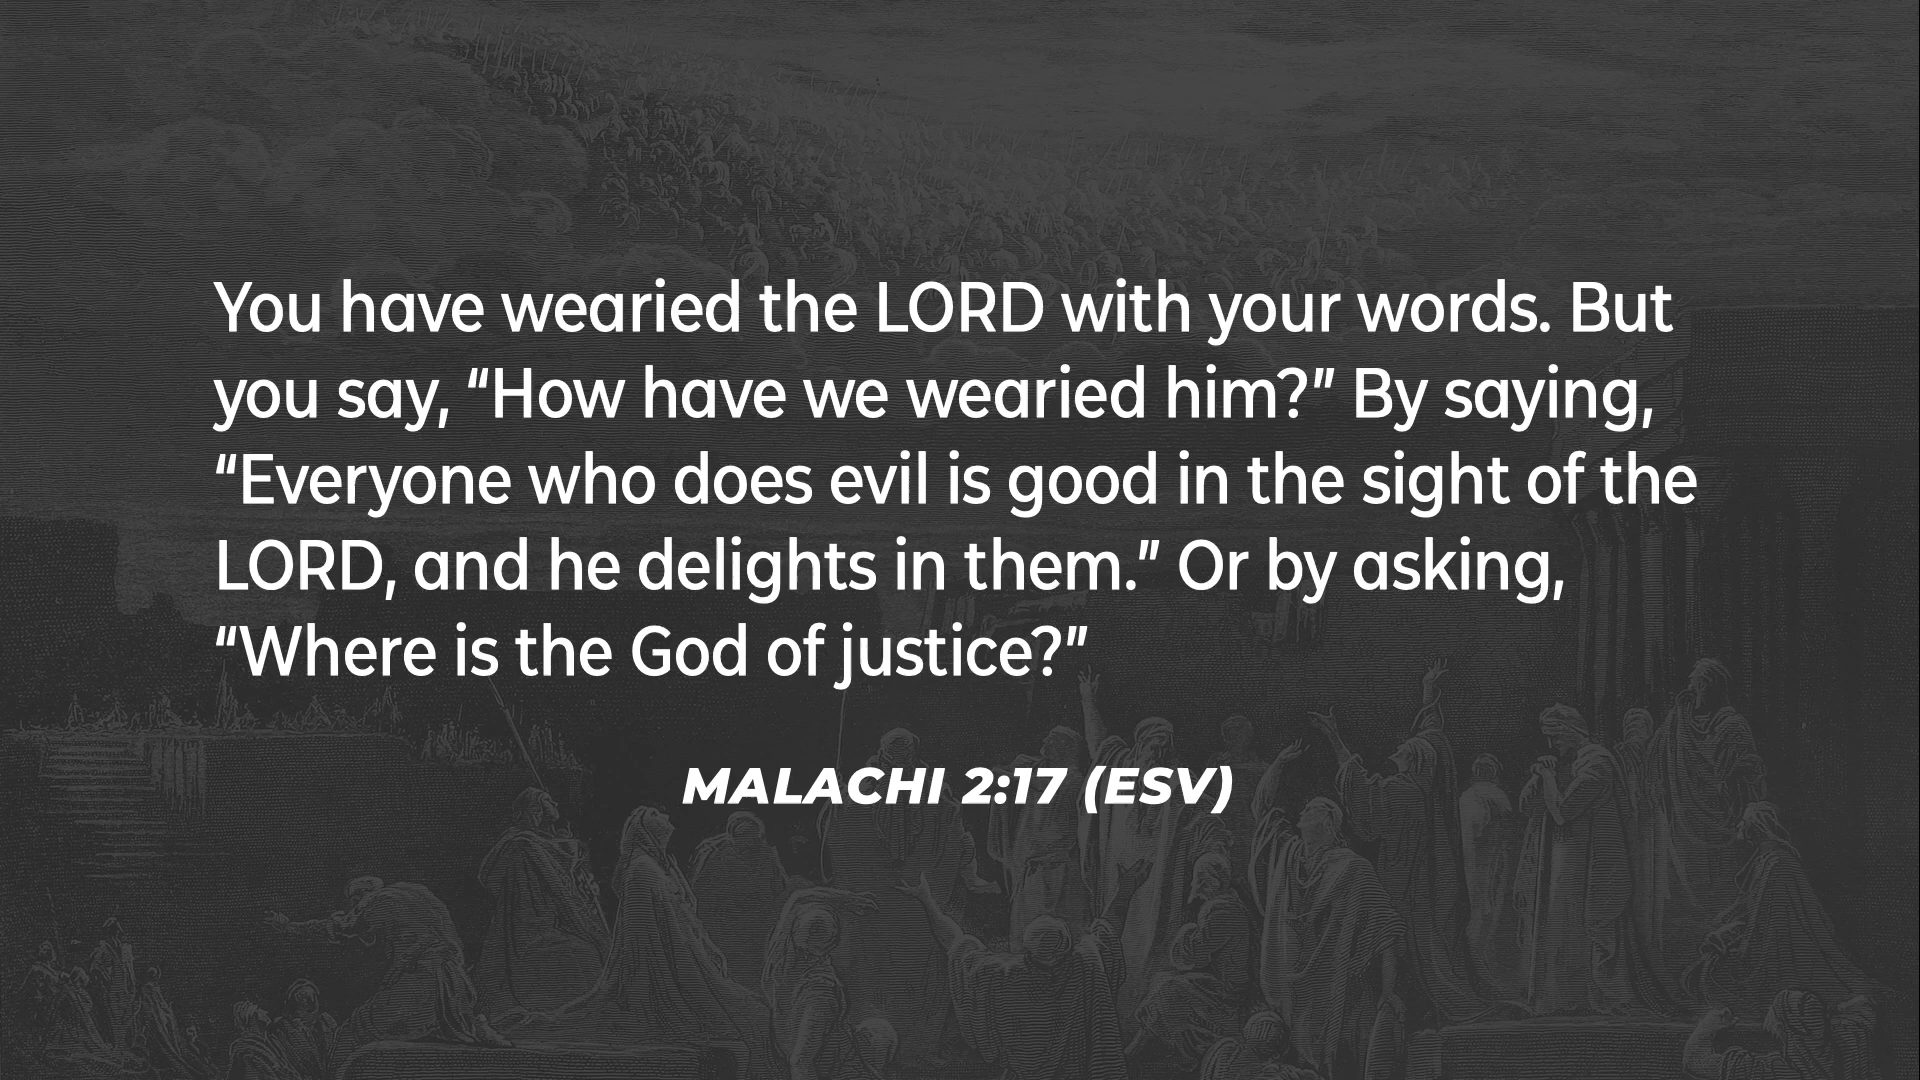 You have wearied the LORD with your words. But
you say, “How have we wearied him?” By saying,
“Everyone who does evil is good in the sight of the
LORD, and he delights in them.” Or by asking,
“Where is the God of justice?”
MALACHI 2:17 (ESV)